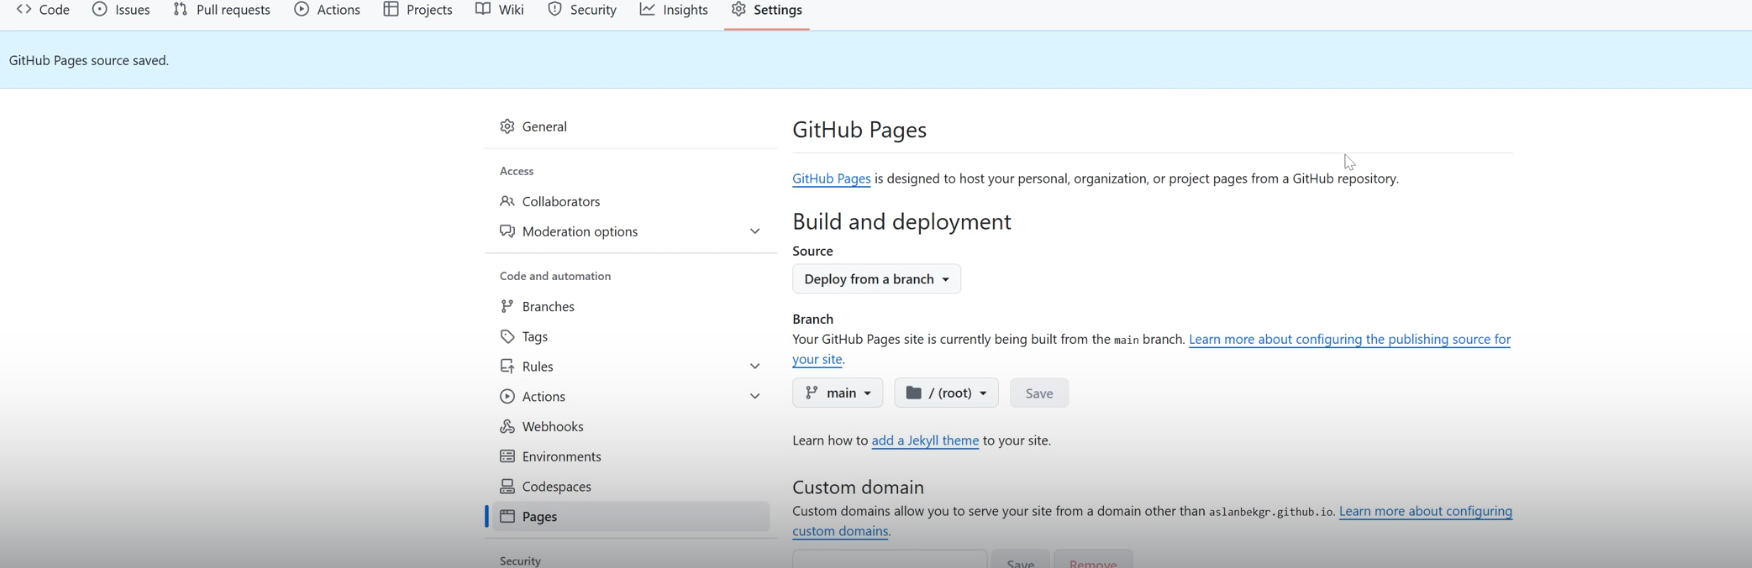 Code Issues Pull requests Actions Projects Wiki Security Insights Settings
GitHub Pages source saved.
General
Access
Collaborators
Moderation options
Code and automation
Branches
Tags
Rules
Actions
Webhooks
Environments
Codespaces
Pages
Security
GitHub Pages
GitHub Pages is designed to host your personal, organization, or project pages from a GitHub repository.
Build and deployment
Source
Deploy from a branch
Branch
Your GitHub Pages site is currently being built from the main branch. Learn more about configuring the publishing source for
your site.
main / (root) Save
Learn how to add a Jekyll theme to your site.
Custom domain
Custom domains allow you to serve your site from a domain other than aslanbekgr.github.io. Learn more about configuring
custom domains.
Save Remove